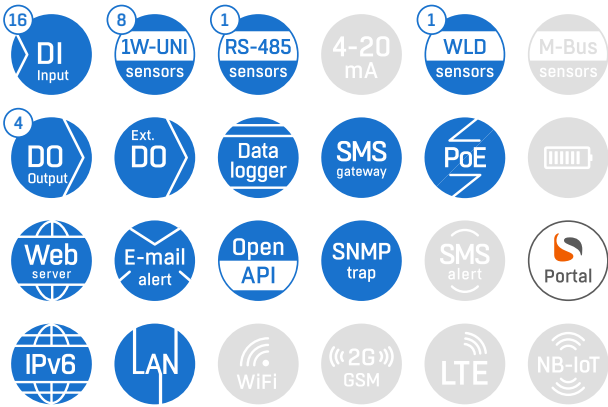 16
DI
Input
8
1W-UNI
sensors
1
RS-485
sensors
4-20
mA
1
WLD
sensors
M-Bus
sensors
4
DO
Output
Ext.
DO
Data
logger
SMS
gateway
PoE
Web
server
E-mail
alert
Open
API
SNMP
trap
SMS
alert
Portal
IPv6
LAN
WiFi
2G
GSM
LTE
NB-IoT